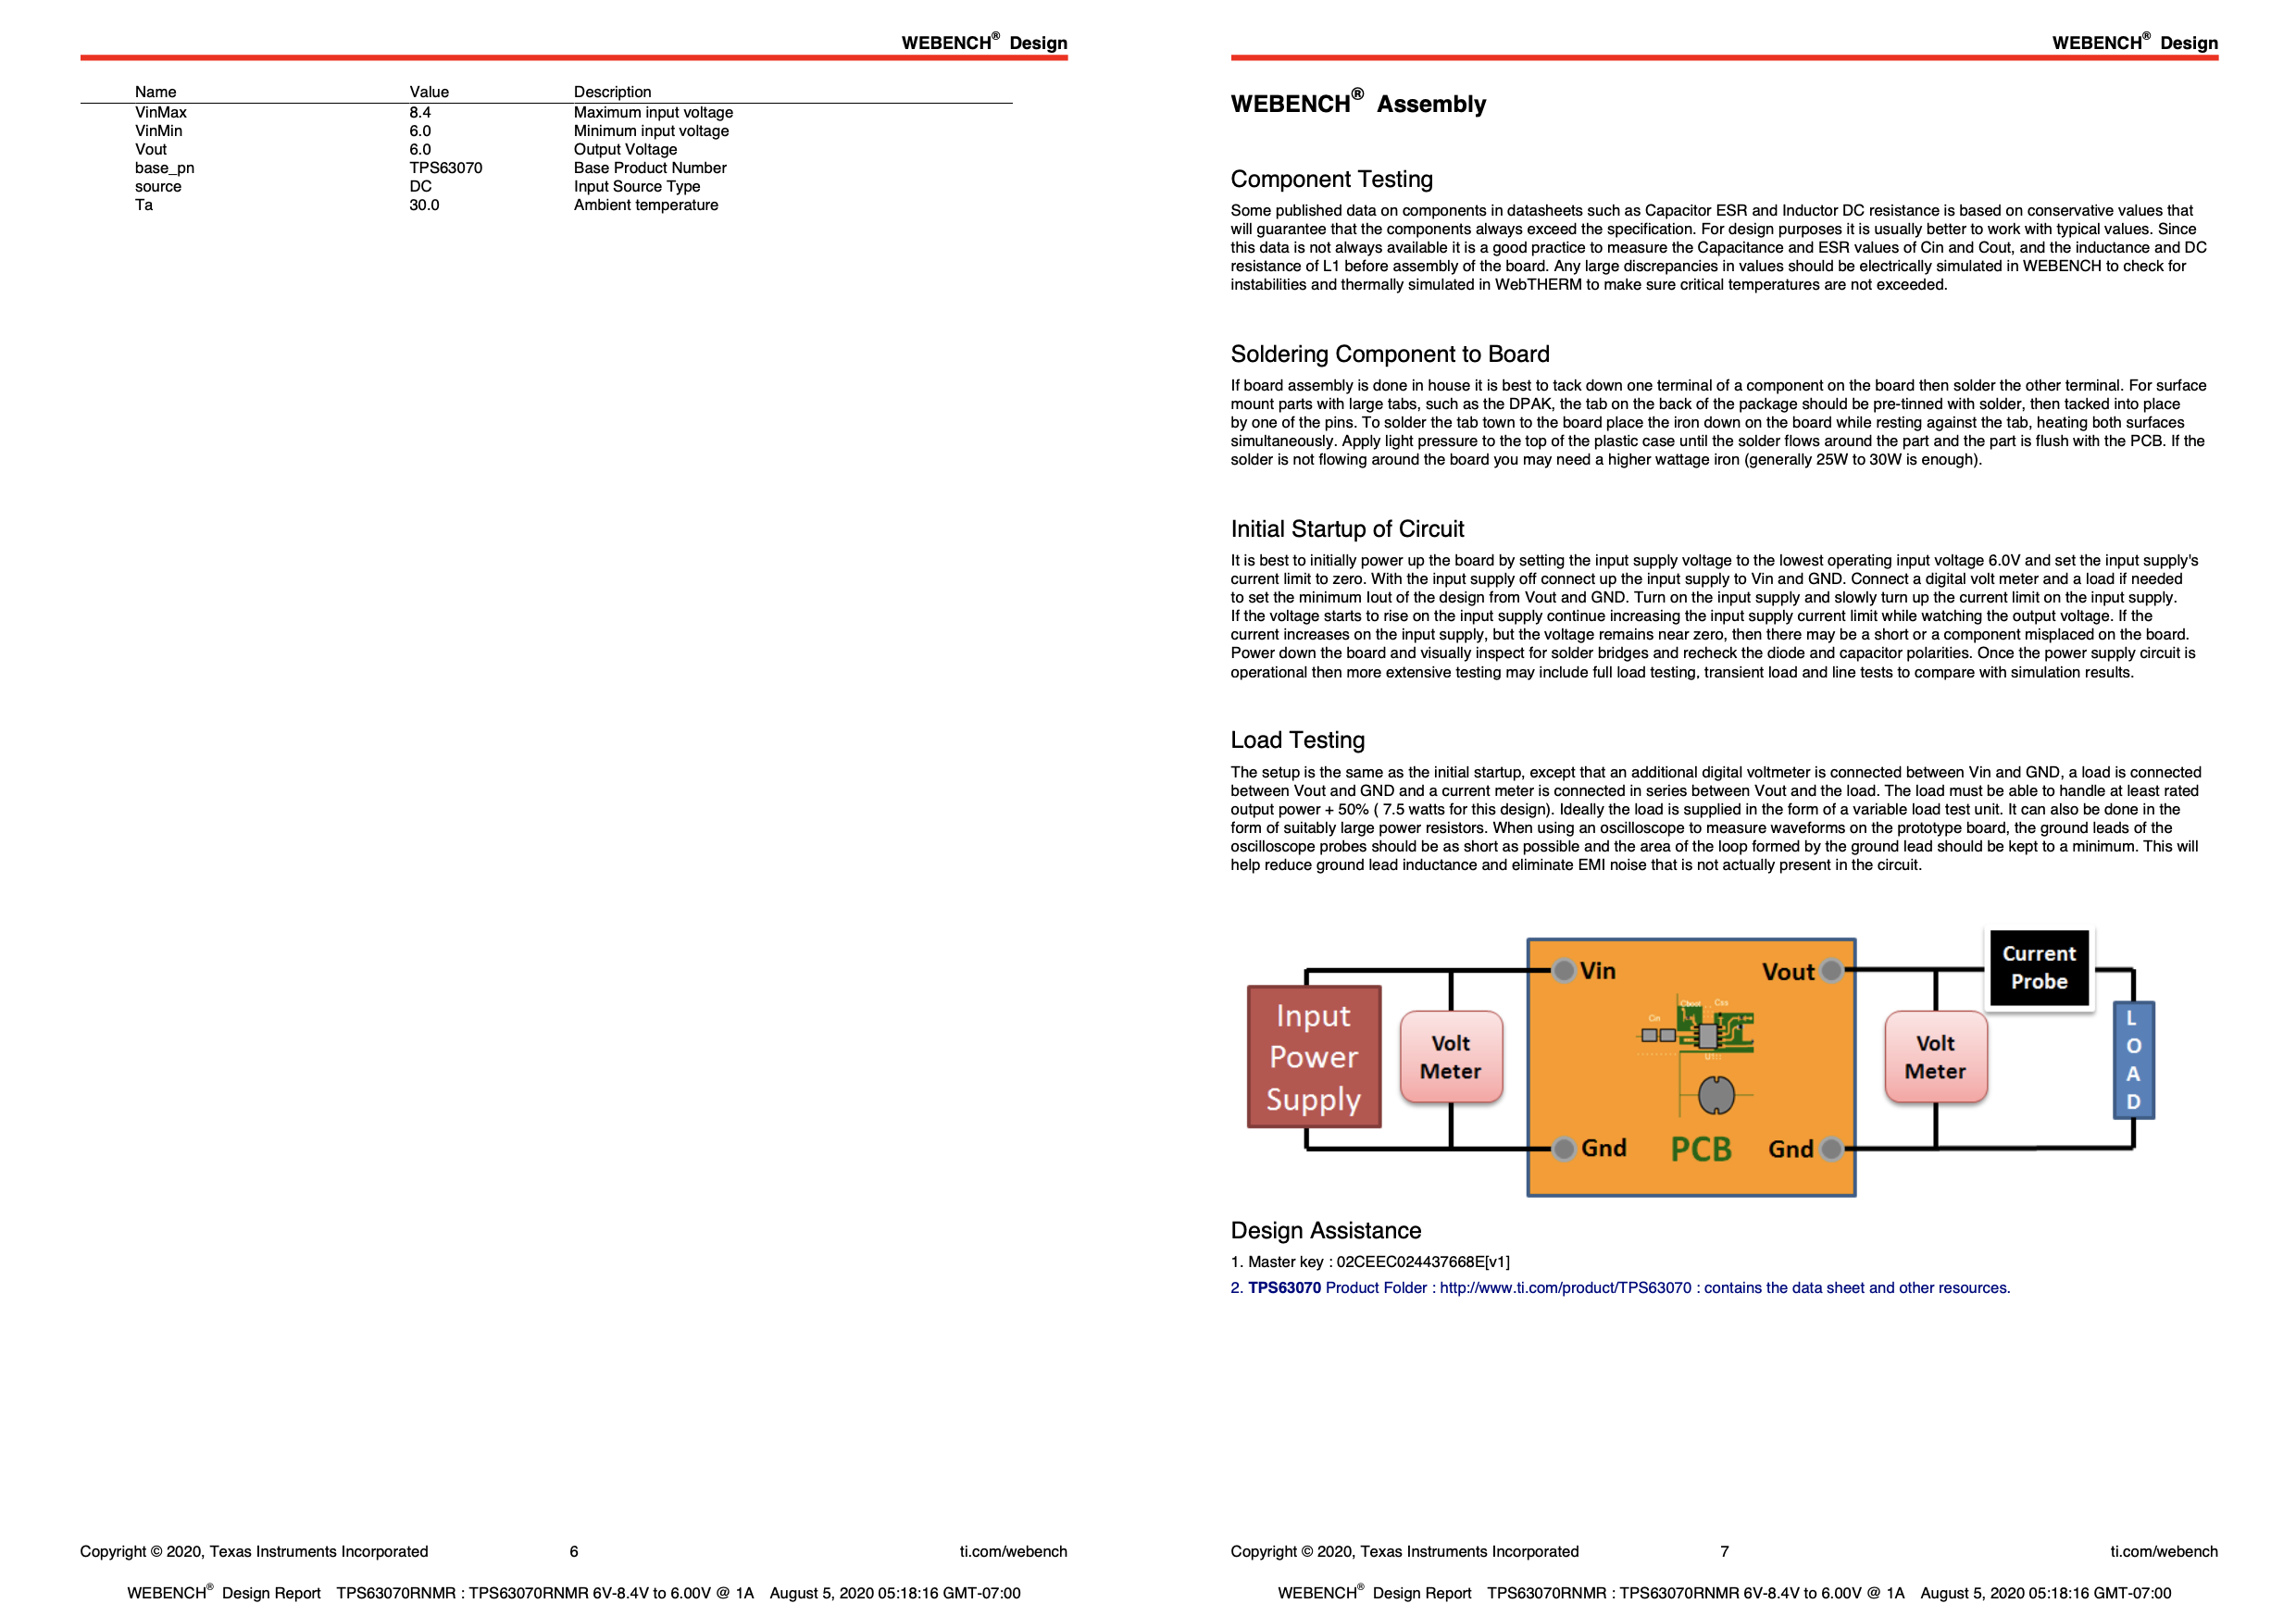 WEBENCH® Design
Name Value Description
VinMax 8.4 Maximum input voltage
VinMin 6.0 Minimum input voltage
Vout 6.0 Output Voltage
base_pn TPS63070 Base Product Number
source DC Input Source Type
Ta 30.0 Ambient temperature
Copyright © 2020, Texas Instruments Incorporated 6 ti.com/webench
WEBENCH® Design Report TPS63070RNMR : TPS63070RNMR 6V-8.4V to 6.00V @ 1A August 5, 2020 05:18:16 GMT-07:00
WEBENCH® Design
WEBENCH® Assembly
Component Testing
Some published data on components in datasheets such as Capacitor ESR and Inductor DC resistance is based on conservative values that
will guarantee that the components always exceed the specification. For design purposes it is usually better to work with typical values. Since
this data is not always available it is a good practice to measure the Capacitance and ESR values of Cin and Cout, and the inductance and DC
resistance of L1 before assembly of the board. Any large discrepancies in values should be electrically simulated in WEBENCH to check for
instabilities and thermally simulated in WebTHERM to make sure critical temperatures are not exceeded.
Soldering Component to Board
If board assembly is done in house it is best to tack down one terminal of a component on the board then solder the other terminal. For surface
mount parts with large tabs, such as the DPAK, the tab on the back of the package should be pre-tinned with solder, then tacked into place
by one of the pins. To solder the tab town to the board place the iron down on the board while resting against the tab, heating both surfaces
simultaneously. Apply light pressure to the top of the plastic case until the solder flows around the part and the part is flush with the PCB. If the
solder is not flowing around the board you may need a higher wattage iron (generally 25W to 30W is enough).
Initial Startup of Circuit
It is best to initially power up the board by setting the input supply voltage to the lowest operating input voltage 6.0V and set the input supply's
current limit to zero. With the input supply off connect up the input supply to Vin and GND. Connect a digital volt meter and a load if needed
to set the minimum Iout of the design from Vout and GND. Turn on the input supply and slowly turn up the current limit on the input supply.
If the voltage starts to rise on the input supply continue increasing the input supply current limit while watching the output voltage. If the
current increases on the input supply, but the voltage remains near zero, then there may be a short or a component misplaced on the board.
Power down the board and visually inspect for solder bridges and recheck the diode and capacitor polarities. Once the power supply circuit is
operational then more extensive testing may include full load testing, transient load and line tests to compare with simulation results.
Load Testing
The setup is the same as the initial startup, except that an additional digital voltmeter is connected between Vin and GND, a load is connected
between Vout and GND and a current meter is connected in series between Vout and the load. The load must be able to handle at least rated
output power + 50% ( 7.5 watts for this design). Ideally the load is supplied in the form of a variable load test unit. It can also be done in the
form of suitably large power resistors. When using an oscilloscope to measure waveforms on the prototype board, the ground leads of the
oscilloscope probes should be as short as possible and the area of the loop formed by the ground lead should be kept to a minimum. This will
help reduce ground lead inductance and eliminate EMI noise that is not actually present in the circuit.
Input
Power
Supply
Volt
Meter
Vin
Vout
Cboot Css
Cin
U1
Gnd
PCB
Gnd
Volt
Meter
Current
Probe
L
O
A
D
Design Assistance
1. Master key : 02CEEC024437668E[v1]
2. TPS63070 Product Folder : http://www.ti.com/product/TPS63070 : contains the data sheet and other resources.
Copyright © 2020, Texas Instruments Incorporated 7 ti.com/webench
WEBENCH® Design Report TPS63070RNMR : TPS63070RNMR 6V-8.4V to 6.00V @ 1A August 5, 2020 05:18:16 GMT-07:00